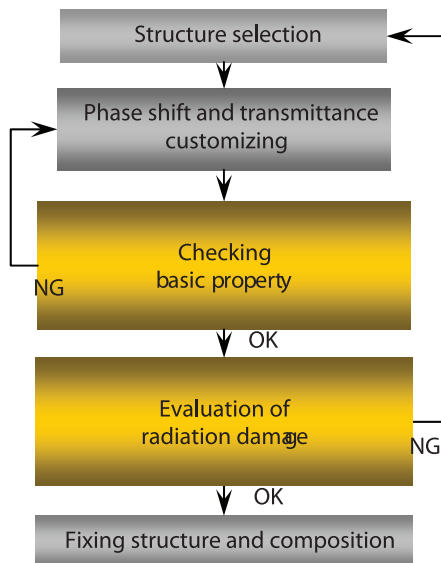 Structure selection
Phase shift and transmittance
customizing
Checking
basic property
NG
OK
Evaluation of
radiation damage
NG
OK
Fixing structure and composition